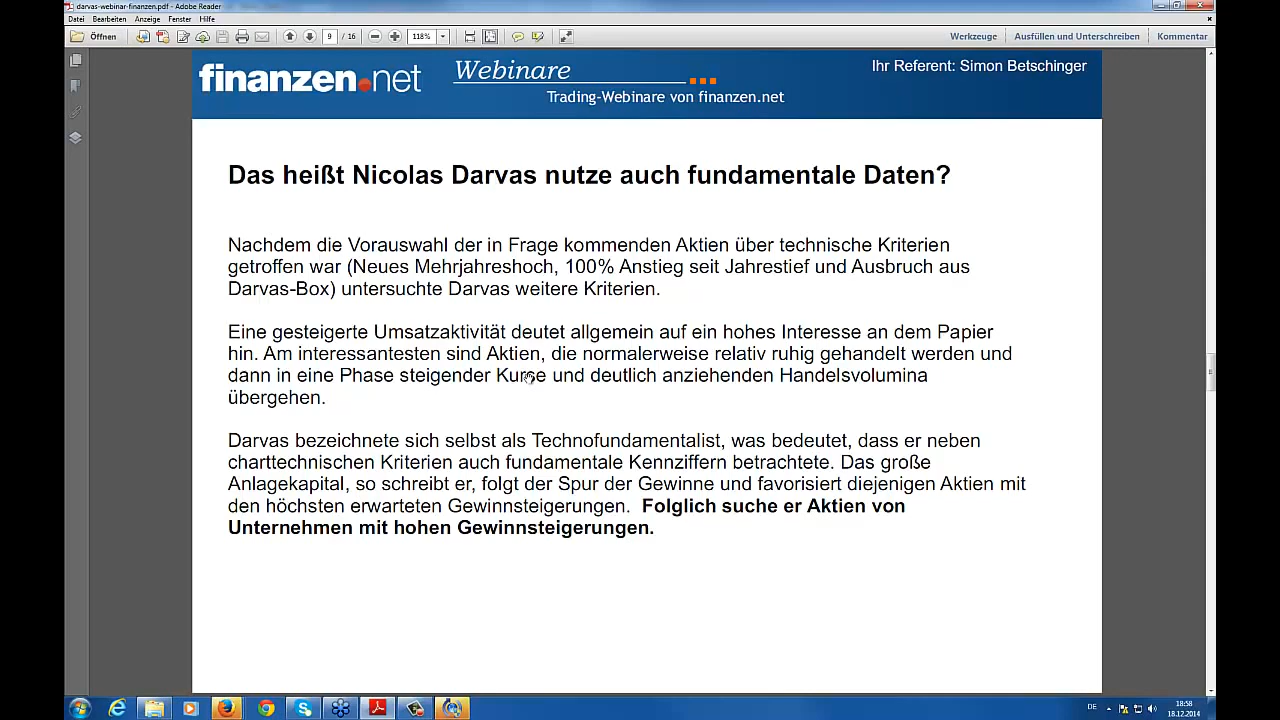 darvas-webinar-finanzen.pdf - Adobe Reader
Datei Bearbeiten Anzeige Fenster Hilfe
Öffnen 9 / 16 118% Werkzeuge Ausfüllen und Unterschreiben Kommentar
finanzen.net Webinare Ihr Referent: Simon Betschinger
Trading-Webinare von finanzen.net
Das heißt Nicolas Darvas nutze auch fundamentale Daten?
Nachdem die Vorauswahl der in Frage kommenden Aktien über technische Kriterien
getroffen war (Neues Mehrjahreshoch, 100% Anstieg seit Jahrestief und Ausbruch aus
Darvas-Box) untersuchte Darvas weitere Kriterien.
Eine gesteigerte Umsatzaktivität deutet allgemein auf ein hohes Interesse an dem Papier
hin. Am interessantesten sind Aktien, die normalerweise relativ ruhig gehandelt werden und
dann in eine Phase steigender Kurse und deutlich anziehenden Handelsvolumina
übergehen.
Darvas bezeichnete sich selbst als Technofundamentalist, was bedeutet, dass er neben
charttechnischen Kriterien auch fundamentale Kennziffern betrachtete. Das große
Anlagekapital, so schreibt er, folgt der Spur der Gewinne und favorisiert diejenigen Aktien mit
den höchsten erwarteten Gewinnsteigerungen. Folglich suche er Aktien von
Unternehmen mit hohen Gewinnsteigerungen.
DE 18:58
18.12.2014